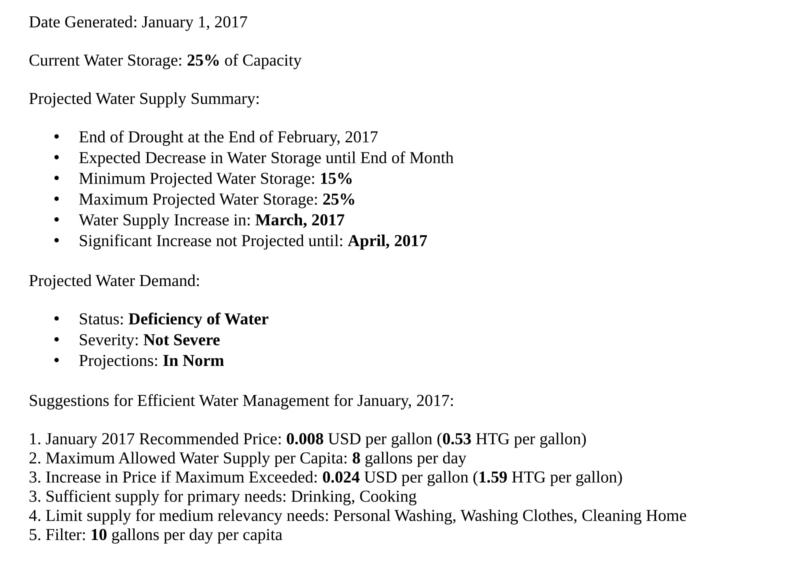 Date Generated: January 1, 2017
Current Water Storage: 25% of Capacity
Projected Water Supply Summary:
• End of Drought at the End of February, 2017
• Expected Decrease in Water Storage until End of Month
• Minimum Projected Water Storage: 15%
• Maximum Projected Water Storage: 25%
• Water Supply Increase in: March, 2017
• Significant Increase not Projected until: April, 2017
Projected Water Demand:
• Status: Deficiency of Water
• Severity: Not Severe
• Projections: In Norm
Suggestions for Efficient Water Management for January, 2017:
1. January 2017 Recommended Price: 0.008 USD per gallon (0.53 HTG per gallon)
2. Maximum Allowed Water Supply per Capita: 8 gallons per day
3. Increase in Price if Maximum Exceeded: 0.024 USD per gallon (1.59 HTG per gallon)
3. Sufficient supply for primary needs: Drinking, Cooking
4. Limit supply for medium relevancy needs: Personal Washing, Washing Clothes, Cleaning Home
5. Filter: 10 gallons per day per capita